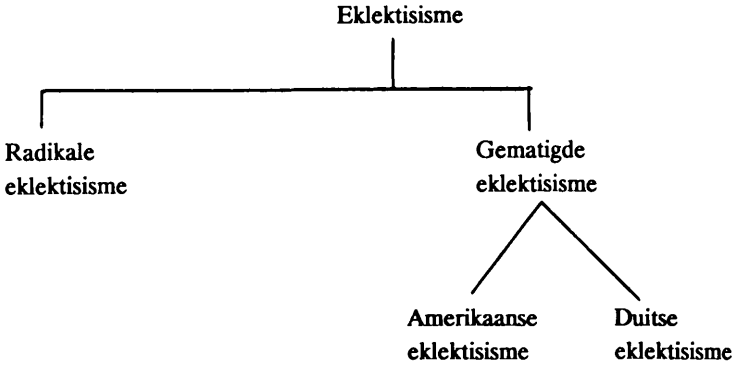 Eklektisisme
Radikale
eklektisisme
Gematigde
eklektisisme
Amerikaanse
eklektisisme
Duitse
eklektisisme